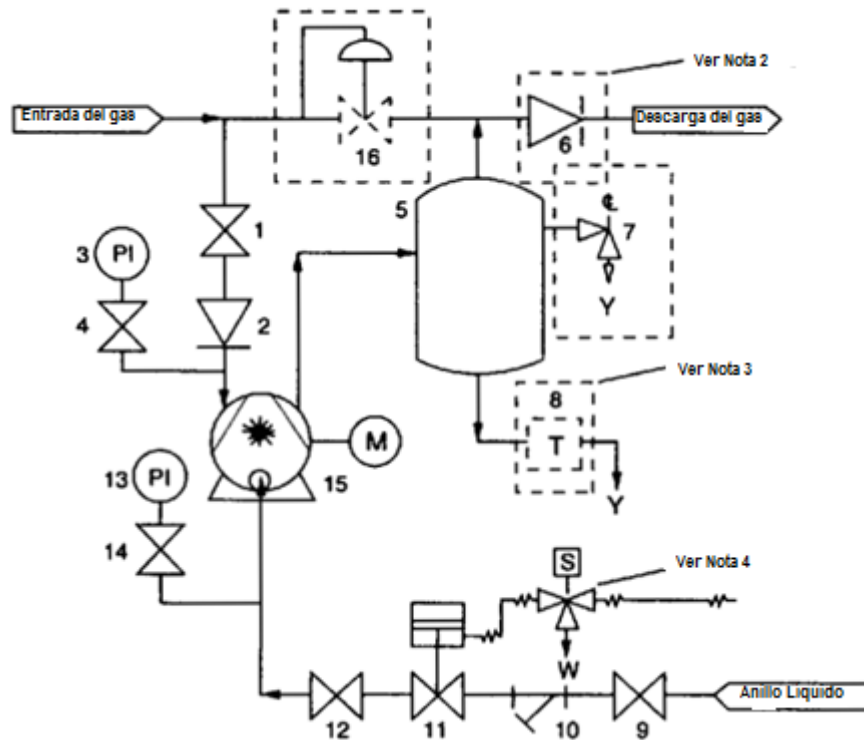 Ver Nota 2
Entrada del gas
Descarga del gas
16
6
5
1
7
3
PI
4
2
Y
Ver Nota 3
8
T
M
13
PI
15
Y
14
S
Ver Nota 4
W
Anillo Líquido
12
11
10
9